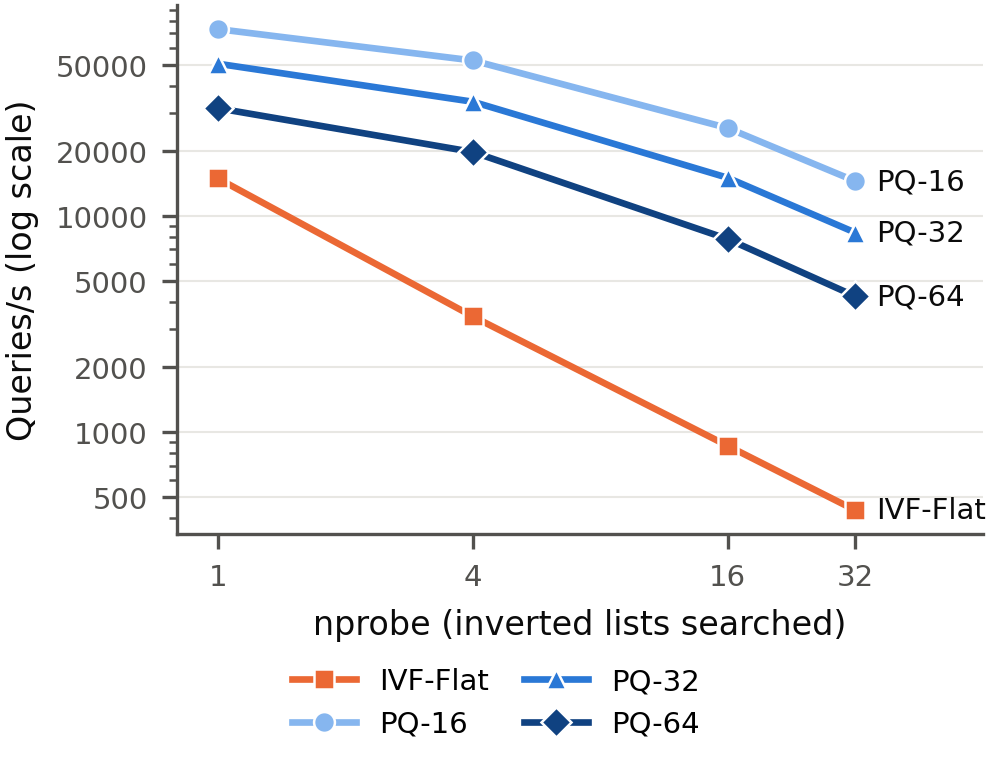 Queries/s (log scale)
50000
20000
10000
5000
2000
1000
500
PQ-16
PQ-32
PQ-64
IVF-Flat
1 4 16 32
nprobe (inverted lists searched)
IVF-Flat PQ-32
PQ-16 PQ-64